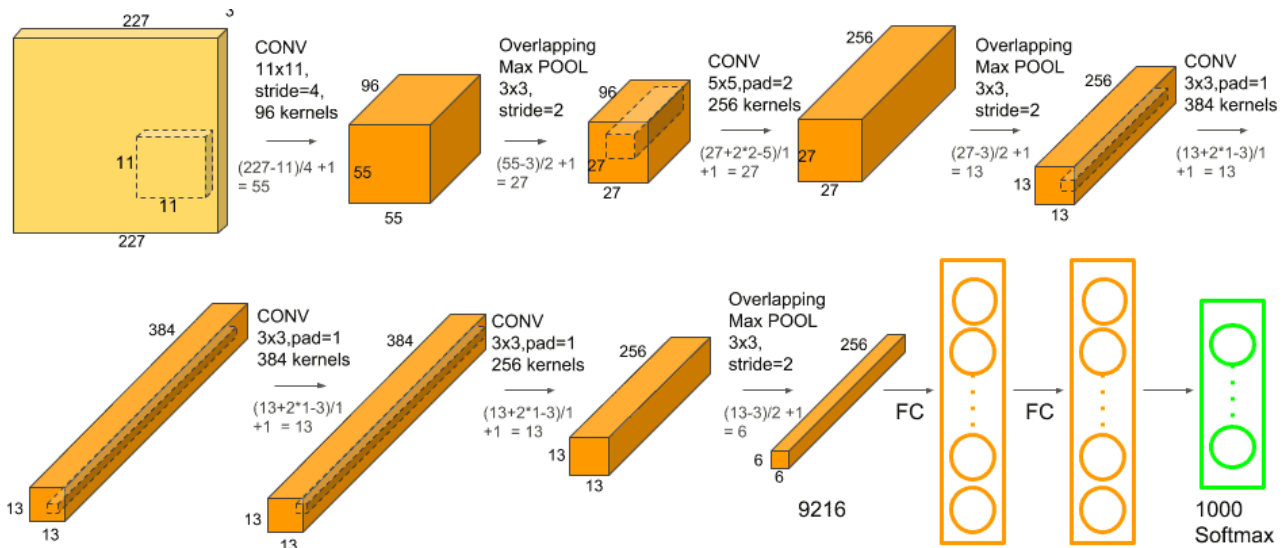 227
3
11
11
227
CONV
11x11,
stride=4,
96 kernels
(227-11)/4 +1
= 55
96
55
55
Overlapping
Max POOL
3x3,
stride=2
(55-3)/2 +1
= 27
96
27
27
CONV
5x5,pad=2
256 kernels
(27+2*2-5)/1
+1 = 27
256
27
27
Overlapping
Max POOL
3x3,
stride=2
(27-3)/2 +1
= 13
256
13
13
CONV
3x3,pad=1
384 kernels
(13+2*1-3)/1
+1 = 13
384
13
13
CONV
3x3,pad=1
384 kernels
(13+2*1-3)/1
+1 = 13
384
13
13
CONV
3x3,pad=1
256 kernels
(13+2*1-3)/1
+1 = 13
256
13
13
Overlapping
Max POOL
3x3,
stride=2
(13-3)/2 +1
= 6
256
6
6
9216
FC
FC
1000
Softmax